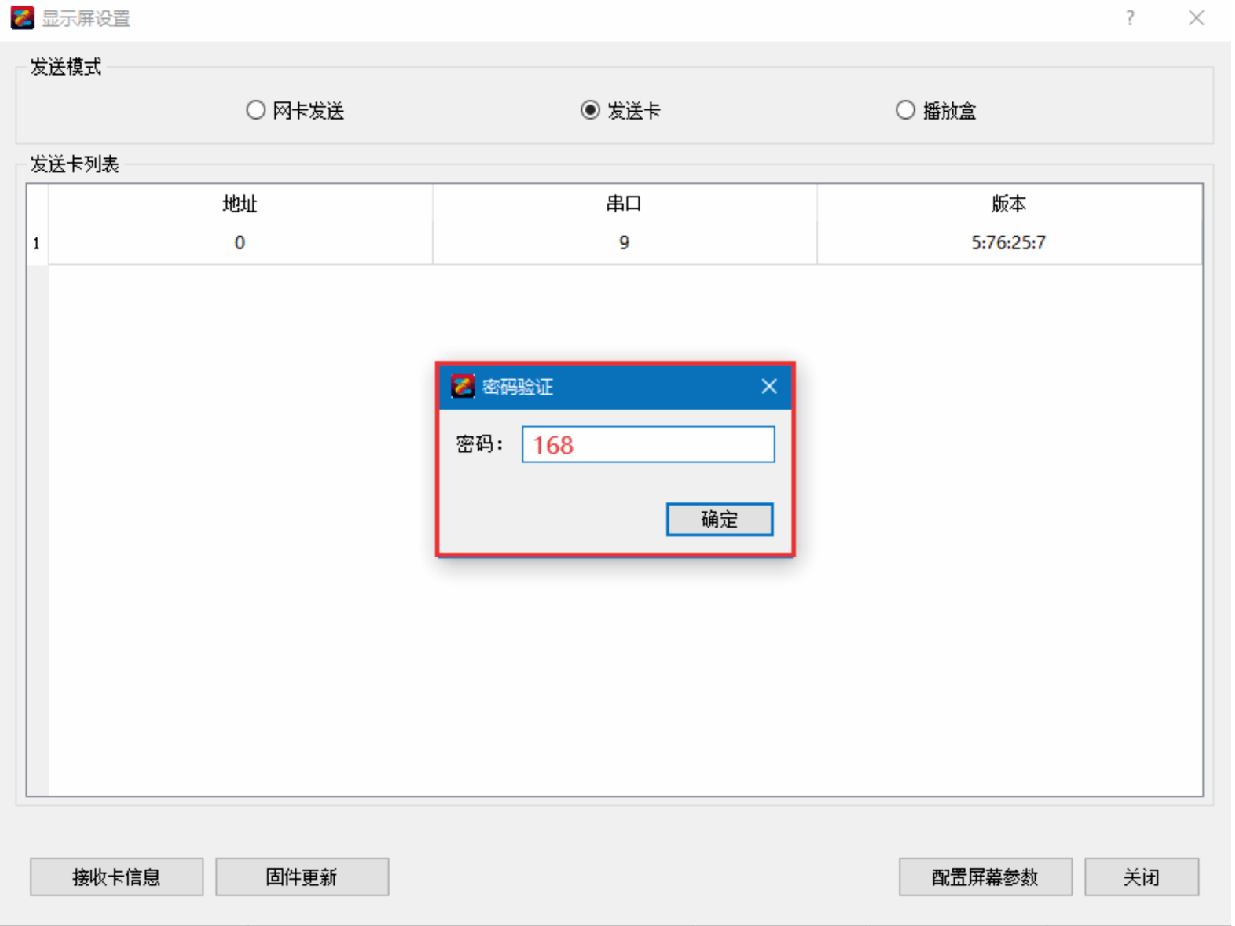 显示屏设置
发送模式
网卡发送 发送卡 播放盒
发送卡列表
地址 串口 版本
1 0 9 5:76:25:7
密码验证
密码: 168
确定
接收卡信息 固件更新 配置屏幕参数 关闭